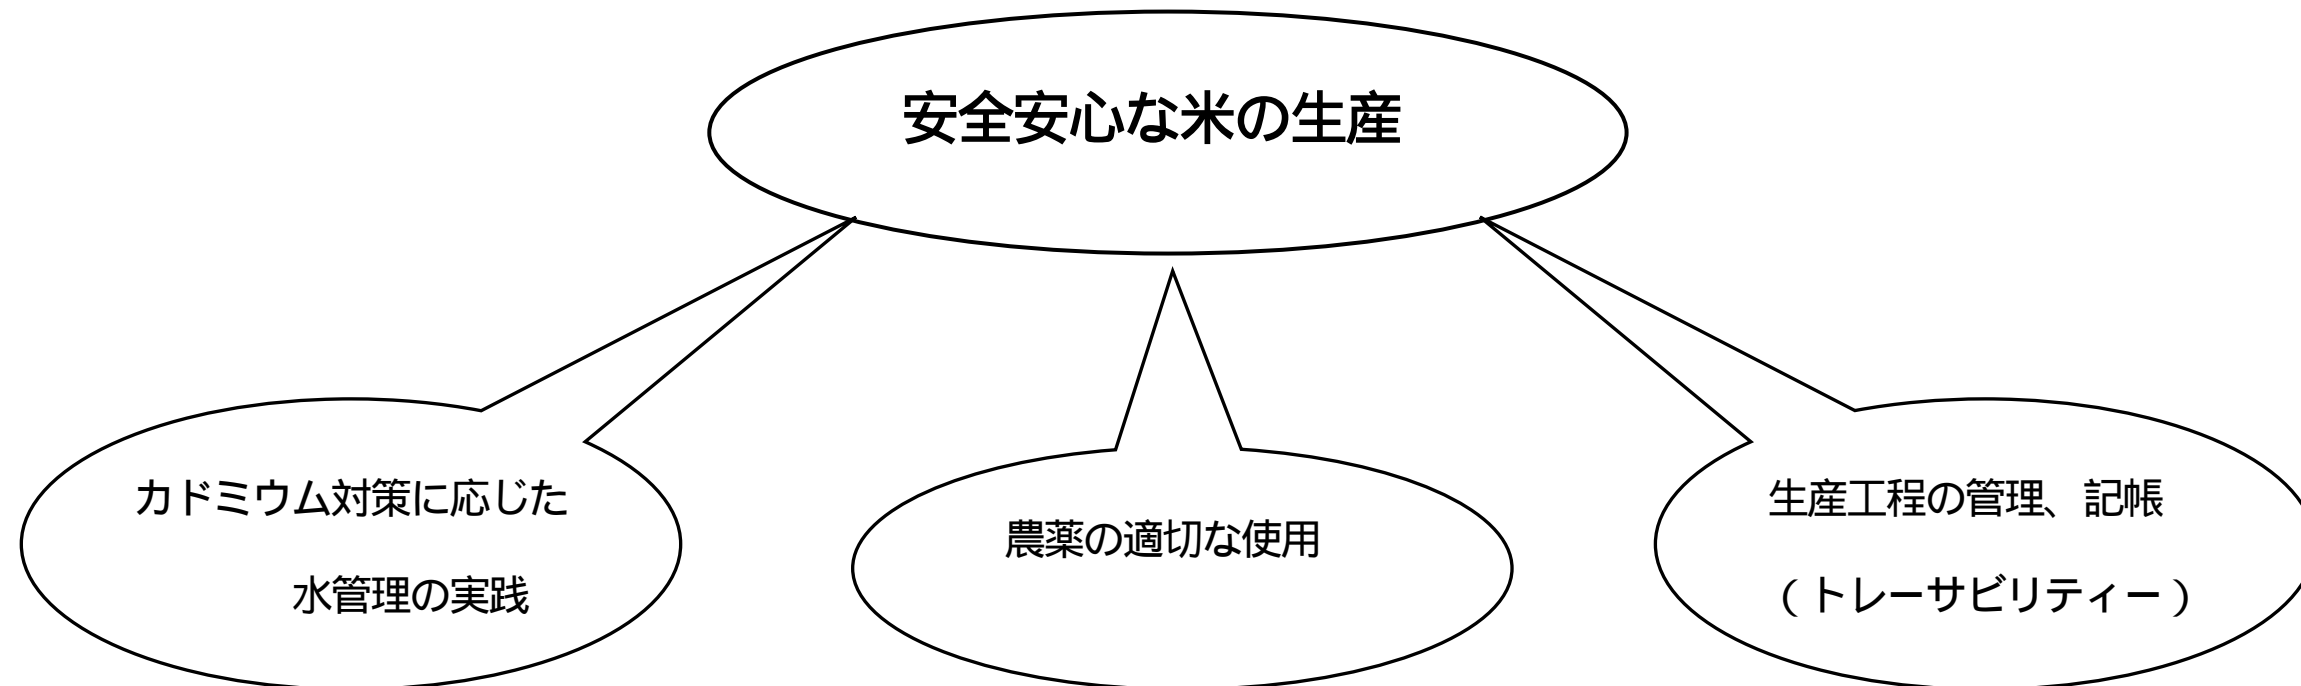 安全安心な米の生産
カドミウム対策に応じた
水管理の実践
農薬の適切な使用
生産工程の管理、記帳
（トレーサビリティー）